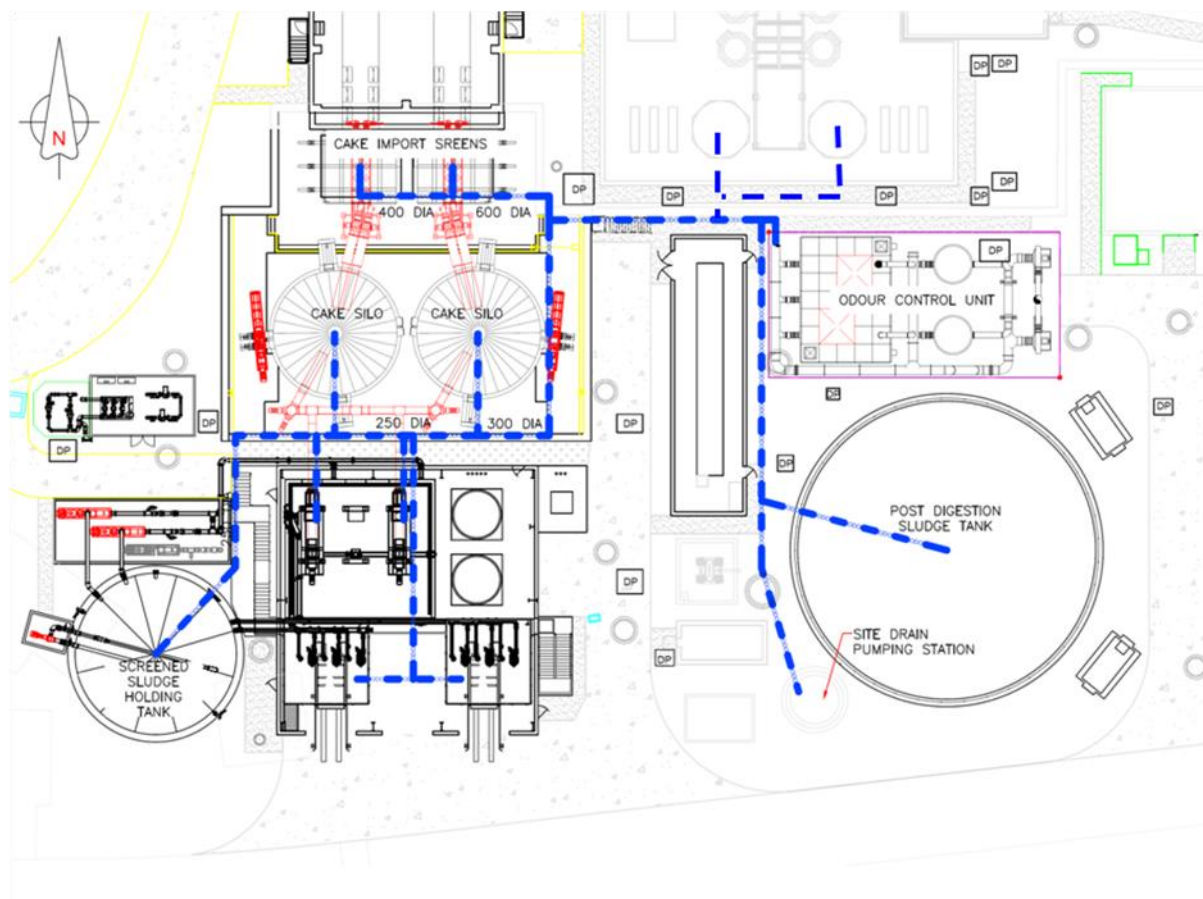 DP DP
N
CAKE IMPORT SREENS
DP
DP
DP
DP
DP
400 DIA 600 DIA
DP
ODOUR CONTROL UNIT
CAKE SILO CAKE SILO
DP
DP
DP
DP
250 DIA 300 DIA
DP
DP
POST DIGESTION
SLUDGE TANK
DP
SITE DRAIN
PUMPING STATION
DP
SCREENED
SLUDGE
HOLDING
TANK